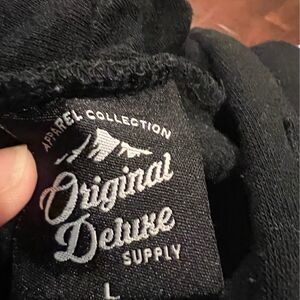 APPAREL COLLECTION
Original
Deluxe
SUPPLY
L